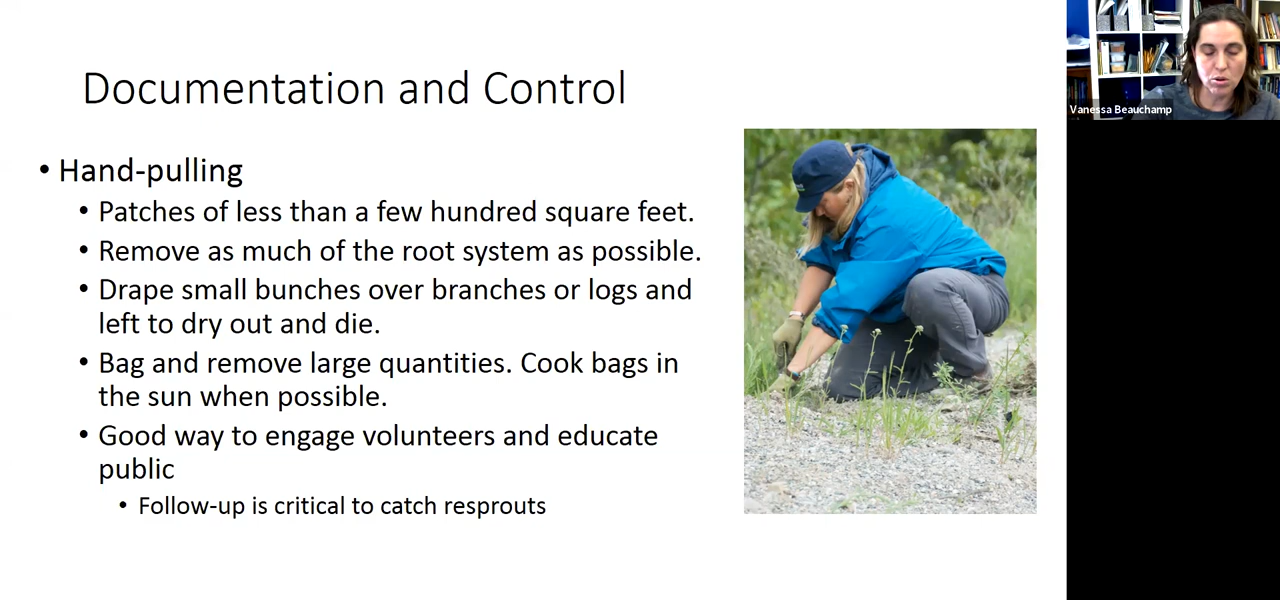 Documentation and Control
• Hand-pulling
• Patches of less than a few hundred square feet.
• Remove as much of the root system as possible.
• Drape small bunches over branches or logs and
left to dry out and die.
• Bag and remove large quantities. Cook bags in
the sun when possible.
• Good way to engage volunteers and educate
public
• Follow-up is critical to catch resprouts
Vanessa Beauchamp